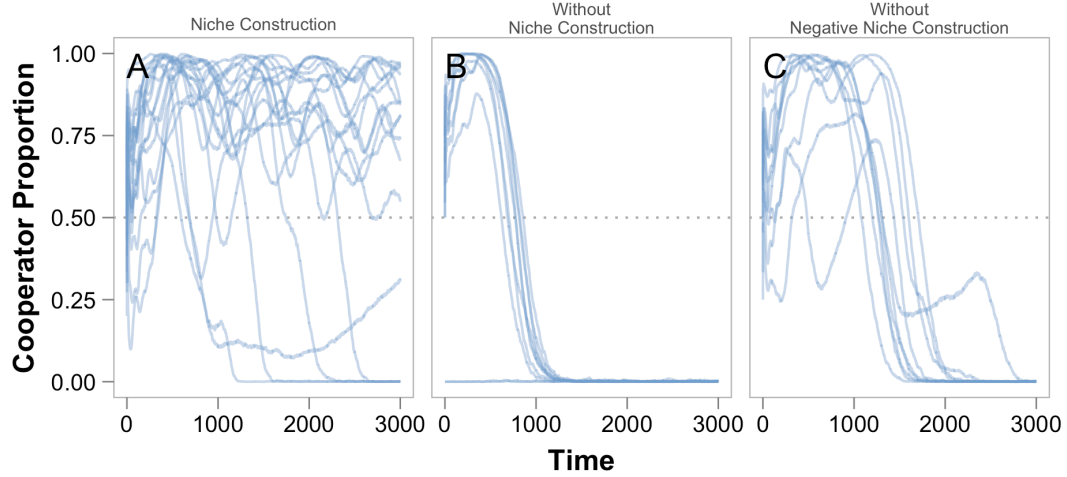 Niche Construction
Without
Niche Construction
Without
Negative Niche Construction
A
B
C
Cooperator Proportion
1.00
0.75
0.50
0.25
0.00
0 1000 2000 3000
0 1000 2000 3000
0 1000 2000 3000
Time